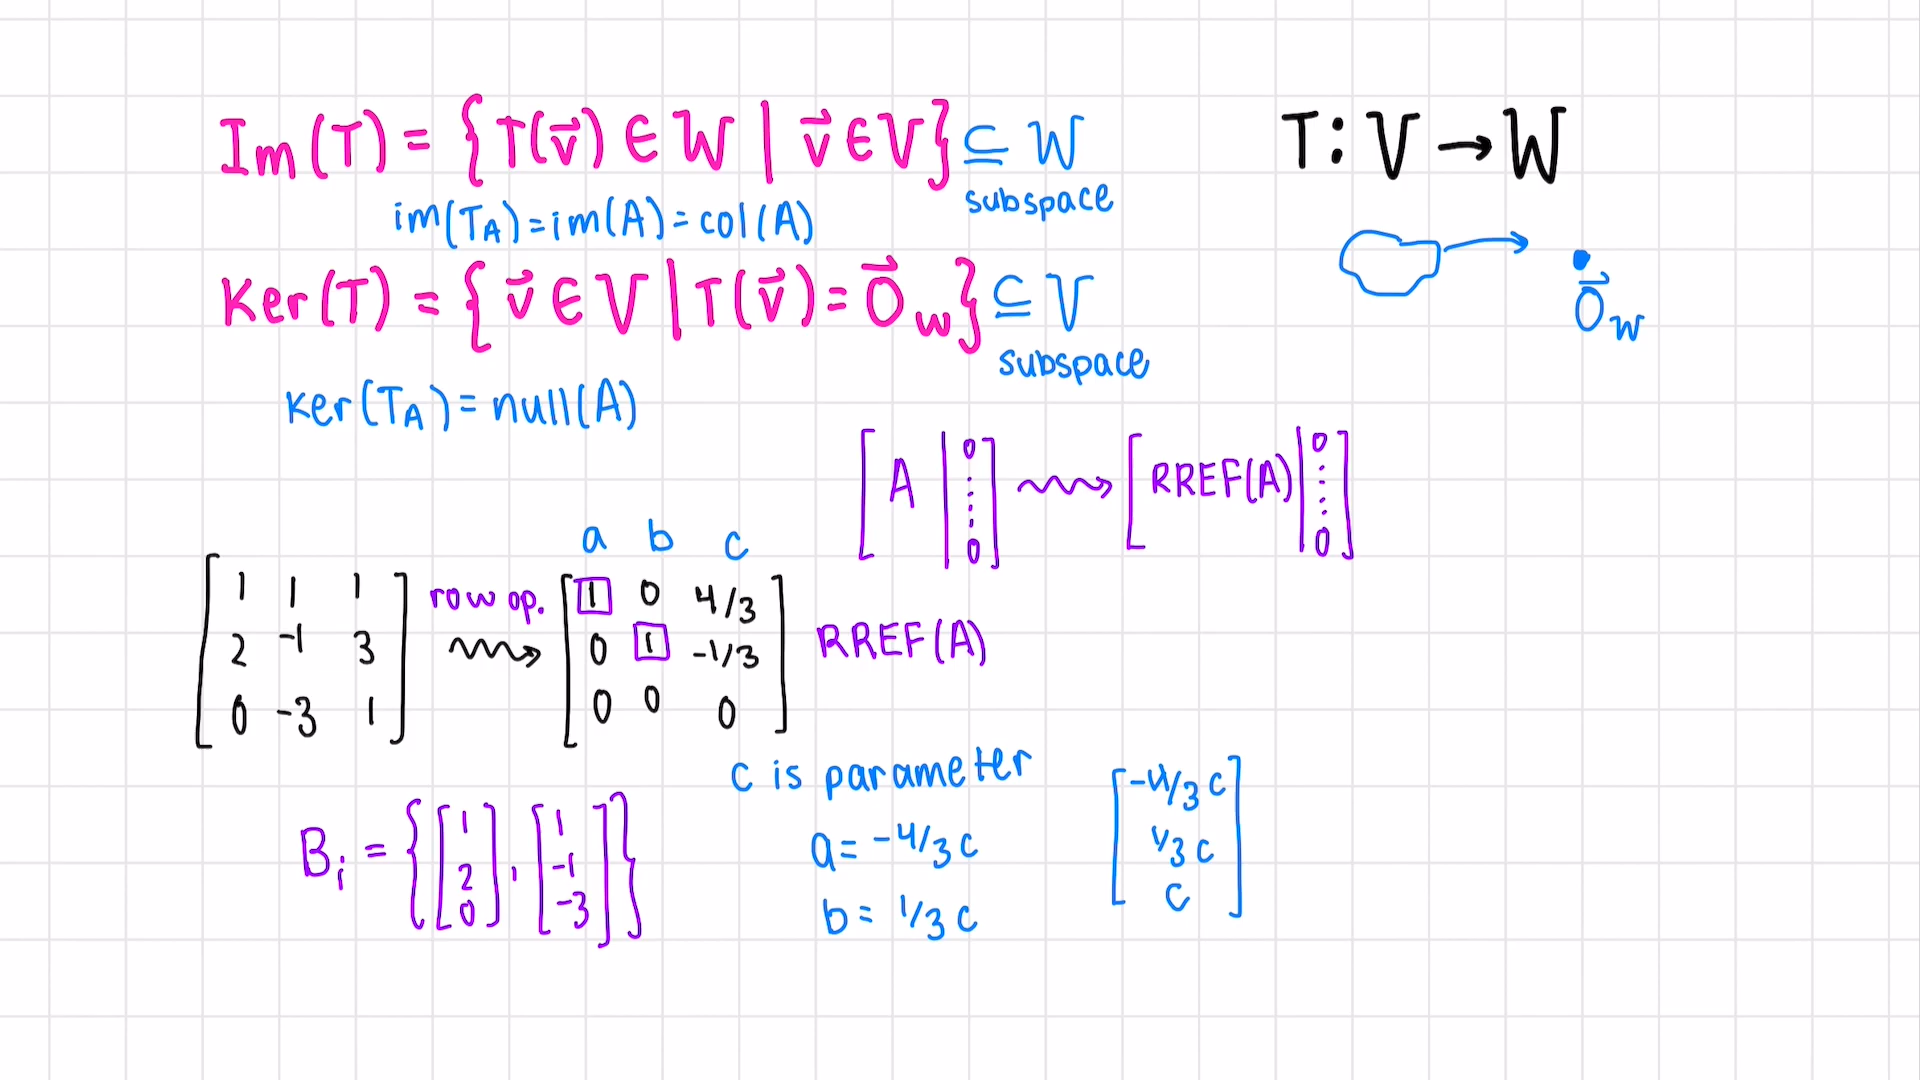 Im(T) = {T(v⃗) ∈ W | v⃗ ∈ V} ⊆ W
subspace
T: V → W
im(T_A) = im(A) = col(A)
Ker(T) = {v⃗ ∈ V | T(v⃗) = 0⃗_W} ⊆ V
subspace
0⃗_W
Ker(T_A) = null(A)
[A | 0 ⋮ 0] ⇝ [RREF(A) | 0 ⋮ 0]
a b c
[1 1 1 row op. [1 0 4/3
2 -1 3 ⇝ 0 1 -1/3 RREF(A)
0 -3 1] 0 0 0]
B_i = {[1 2 0], [1 -1 -3]}
c is parameter
a = -4/3 c
b = 1/3 c
[-4/3 c
1/3 c
c]